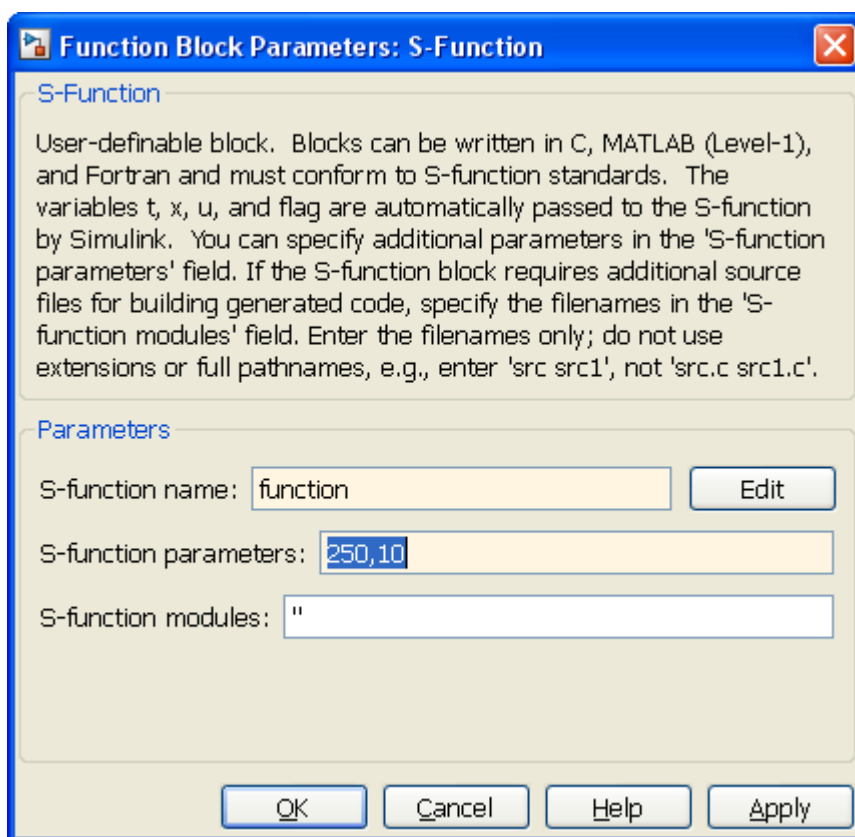 Function Block Parameters: S-Function
S-Function
User-definable block.  Blocks can be written in C, MATLAB (Level-1),
and Fortran and must conform to S-function standards.  The
variables t, x, u, and flag are automatically passed to the S-function
by Simulink.  You can specify additional parameters in the 'S-function
parameters' field. If the S-function block requires additional source
files for building generated code, specify the filenames in the 'S-
function modules' field. Enter the filenames only; do not use
extensions or full pathnames, e.g., enter 'src src1', not 'src.c src1.c'.
Parameters
S-function name: function Edit
S-function parameters: 250,10
S-function modules: ''
OK Cancel Help Apply